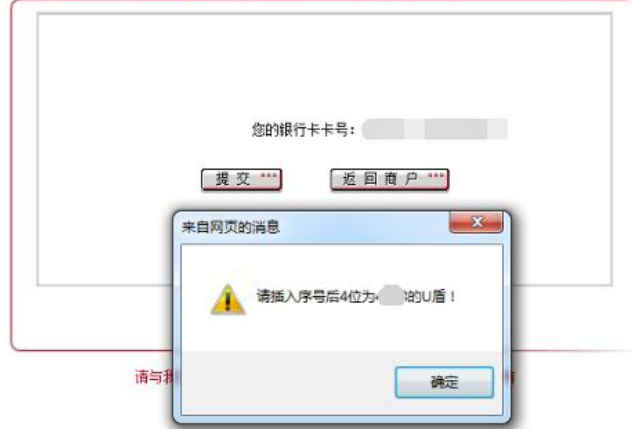 您的银行卡卡号：
提交 返回商户
来自网页的消息
请插入序号后4位为 的U盾！
请与我
确定